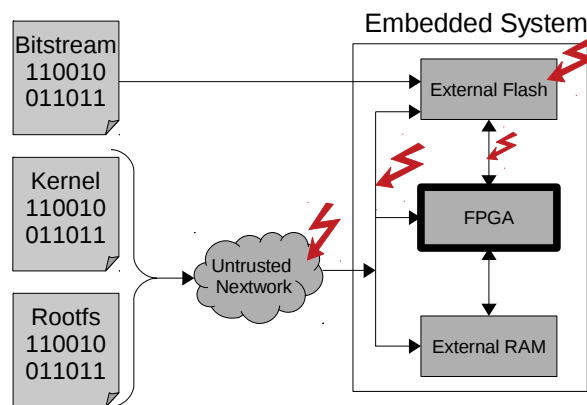 Embedded System
Bitstream
110010
011011
External Flash
Kernel
110010
011011
FPGA
Untrusted
Nextwork
Rootfs
110010
011011
External RAM